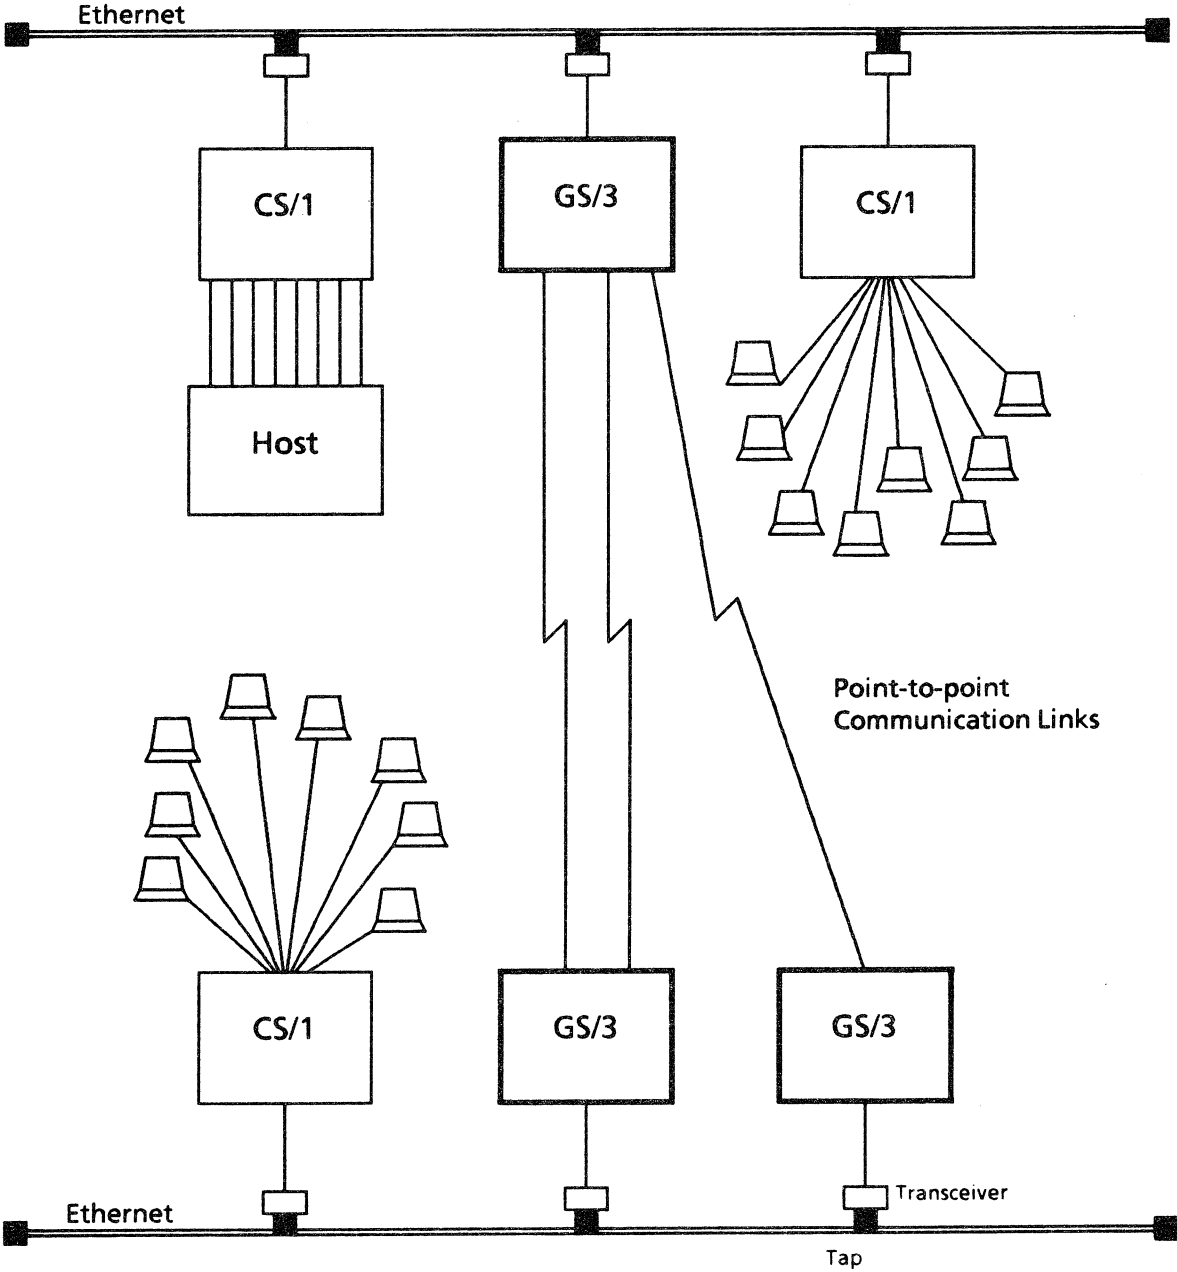 Ethernet
CS/1
GS/3
CS/1
Host
Point-to-point
Communication Links
CS/1
GS/3
GS/3
Transceiver
Ethernet
Tap